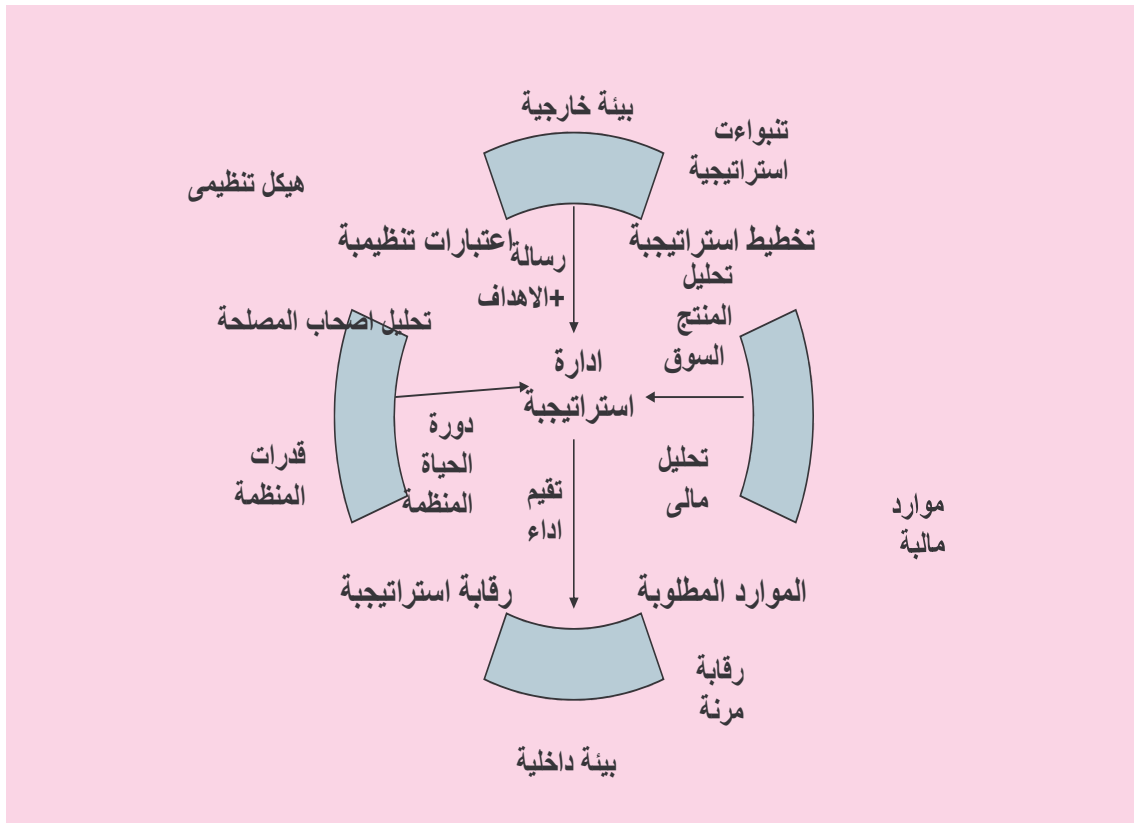 بيئة خارجية
تنبواءت
استراتيجية
هيكل تنظيمى
تخطيط استراتيجبة
اعتبارات تنظيمبة
رسالة
+الاهداف
تحليل
المنتج
السوق
تحليل اصحاب المصلحة
ادارة
استراتيجبة
دورة
الحياة
المنظمة
قدرات
المنظمة
تحليل
مالى
تقيم
اداء
موارد
مالبة
الموارد المطلوبة
رقابة استراتيجبة
رقابة
مرنة
بيئة داخلية